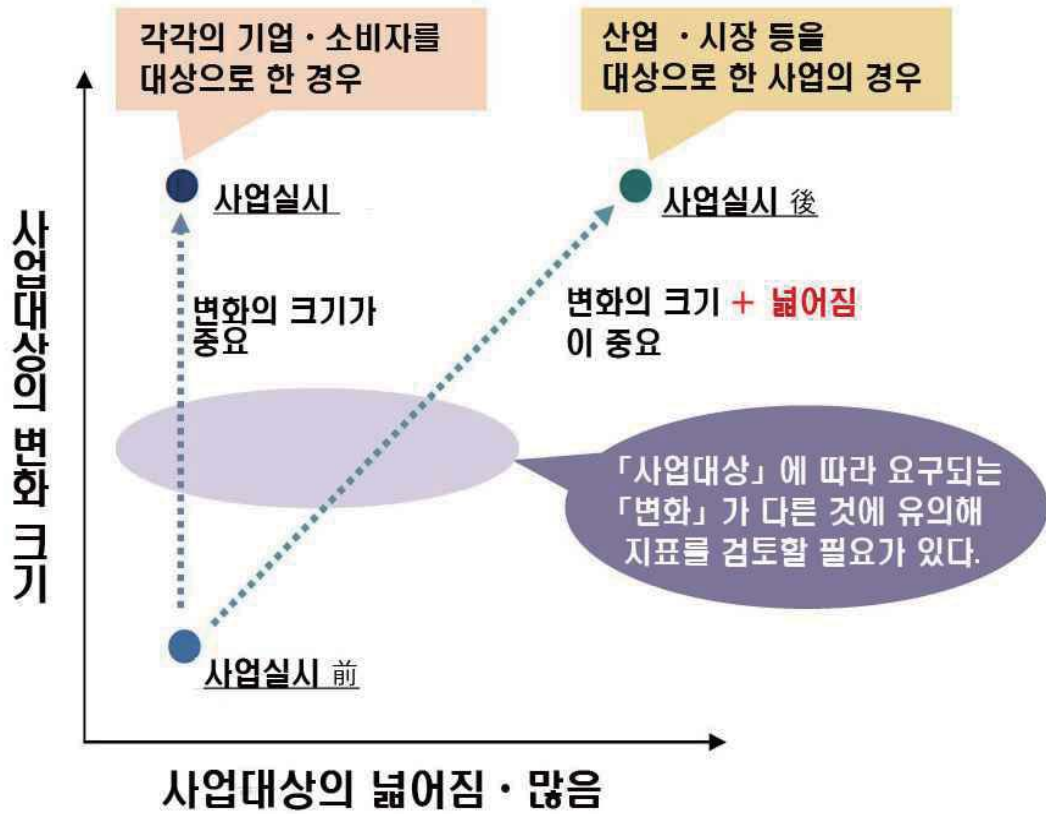 각각의 기업・소비자를
대상으로 한 경우
산업 ・시장 등을
대상으로 한 사업의 경우
사업실시
사업실시 後
변화의 크기가
중요
변화의 크기 + 넓어짐
이 중요
「사업대상」에 따라 요구되는
「변화」가 다른 것에 유의해
지표를 검토할 필요가 있다.
사업실시 前
사업대상의 변화 크기
사업대상의 넓어짐・많음